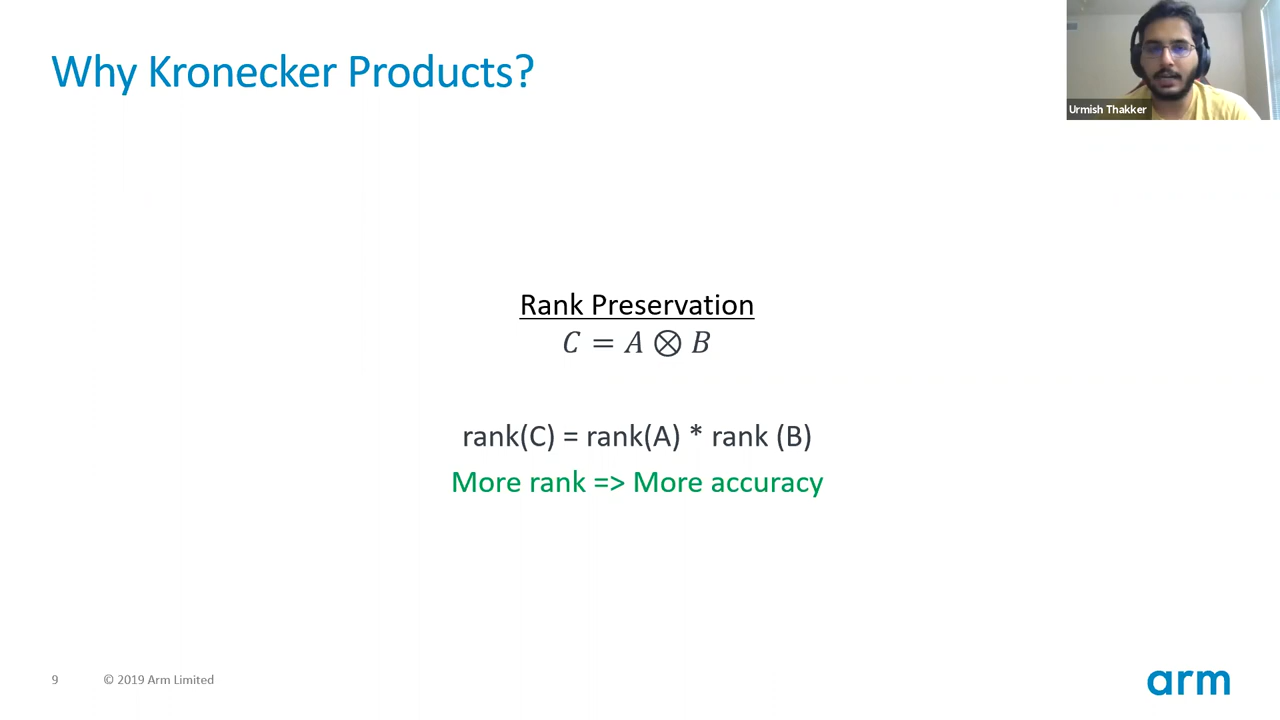 Why Kronecker Products?
Urmish Thakker
Rank Preservation
C = A ⊗ B
rank(C) = rank(A) * rank (B)
More rank => More accuracy
9 © 2019 Arm Limited
arm